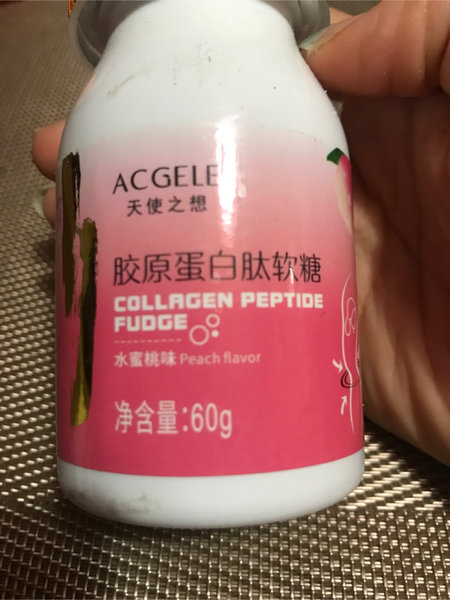 ACGELE
天使之想
胶原蛋白肽软糖
COLLAGEN PEPTIDE
FUDGE
水蜜桃味 Peach flavor
净含量:60g